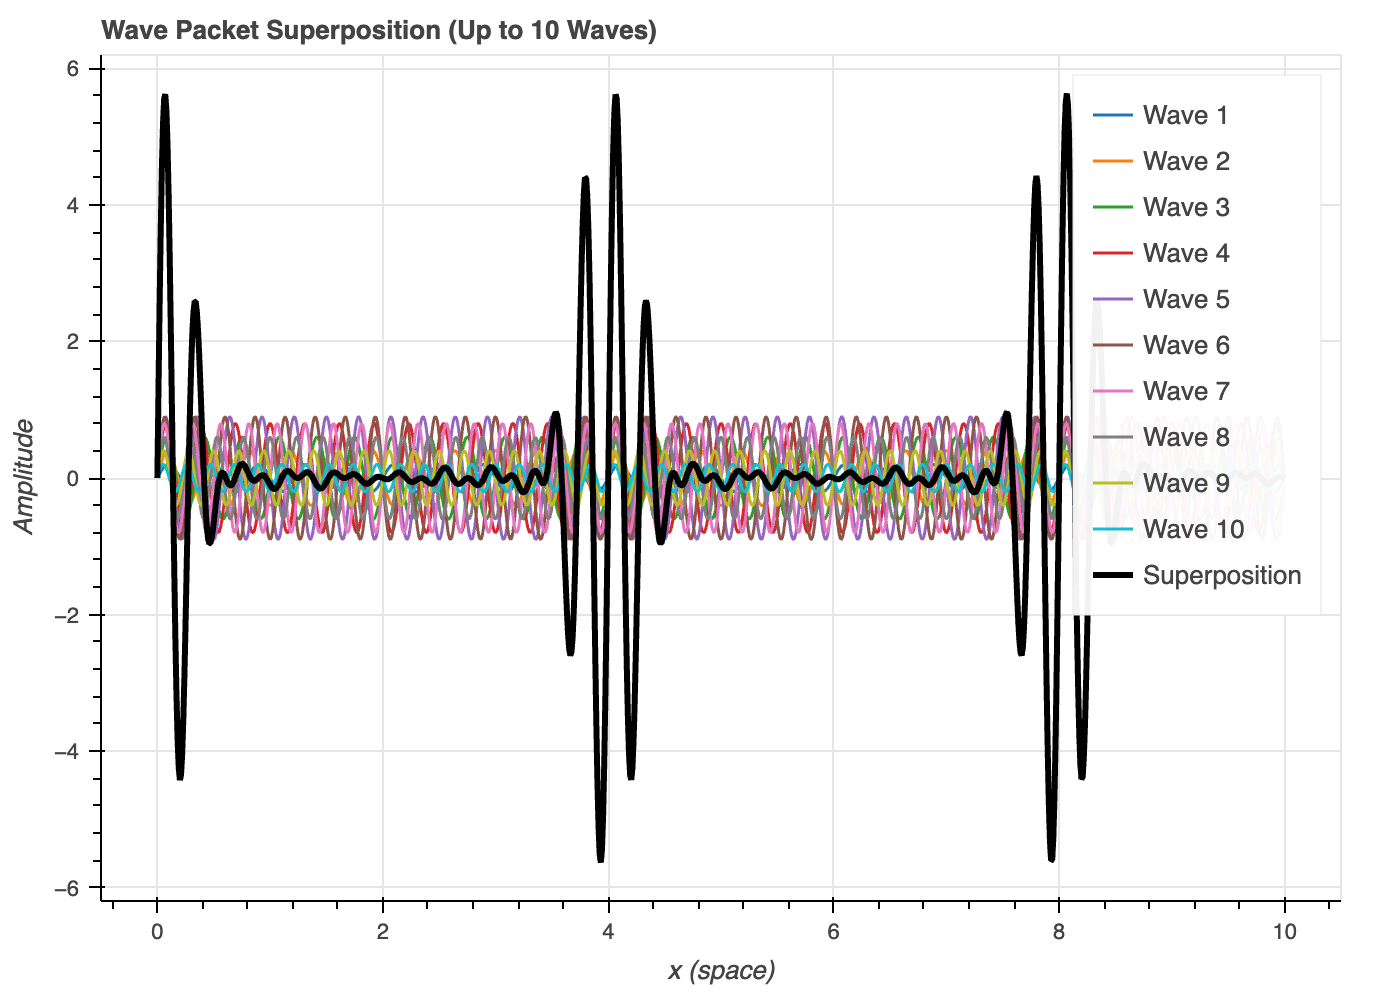 Wave Packet Superposition (Up to 10 Waves)
6
4
2
0
−2
−4
−6
Amplitude
0
2
4
6
8
10
x (space)
Wave 1
Wave 2
Wave 3
Wave 4
Wave 5
Wave 6
Wave 7
Wave 8
Wave 9
Wave 10
Superposition